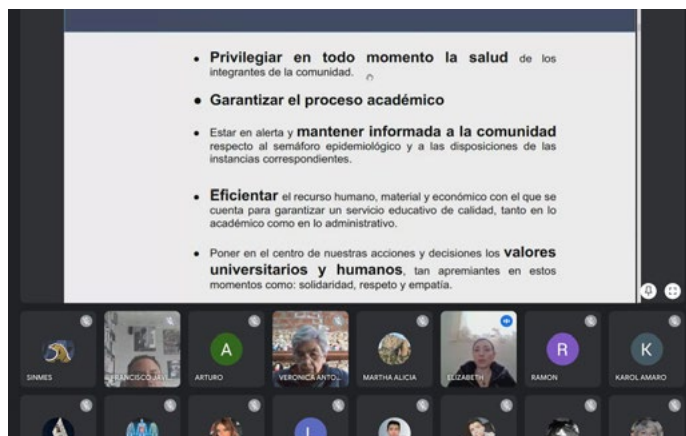 • Privilegiar en todo momento la salud de los
integrantes de la comunidad.
• Garantizar el proceso académico
• Estar en alerta y mantener informada a la comunidad
respecto al semáforo epidemiológico y a las disposiciones de las
instancias correspondientes.
• Eficientar el recurso humano, material y económico con el que se
cuenta para garantizar un servicio educativo de calidad, tanto en lo
académico como en lo administrativo.
• Poner en el centro de nuestras acciones y decisiones los valores
universitarios y humanos, tan apremiantes en estos
momentos como: solidaridad, respeto y empatía.
A
R
K
SINMES
FRANCISCO JAVI...
ARTURO
VERONICA ANTO...
MARTHA ALICIA
ELIZABETH
RAMON
KAROL AMARO
L